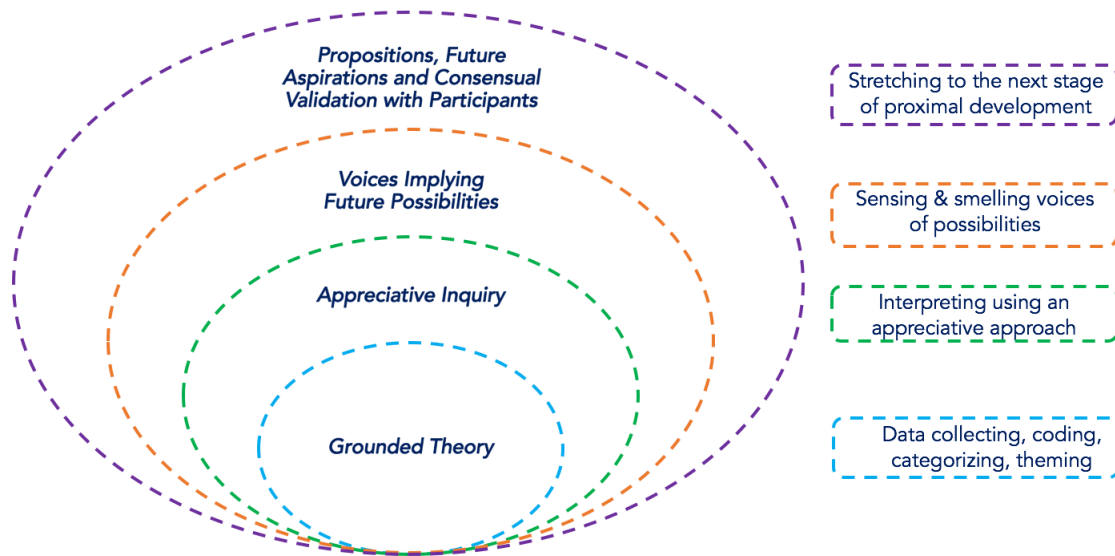 Propositions, Future
Aspirations and Consensual
Validation with Participants
Stretching to the next stage
of proximal development
Voices Implying
Future Possibilities
Sensing & smelling voices
of possibilities
Appreciative Inquiry
Interpreting using an
appreciative approach
Grounded Theory
Data collecting, coding,
categorizing, theming